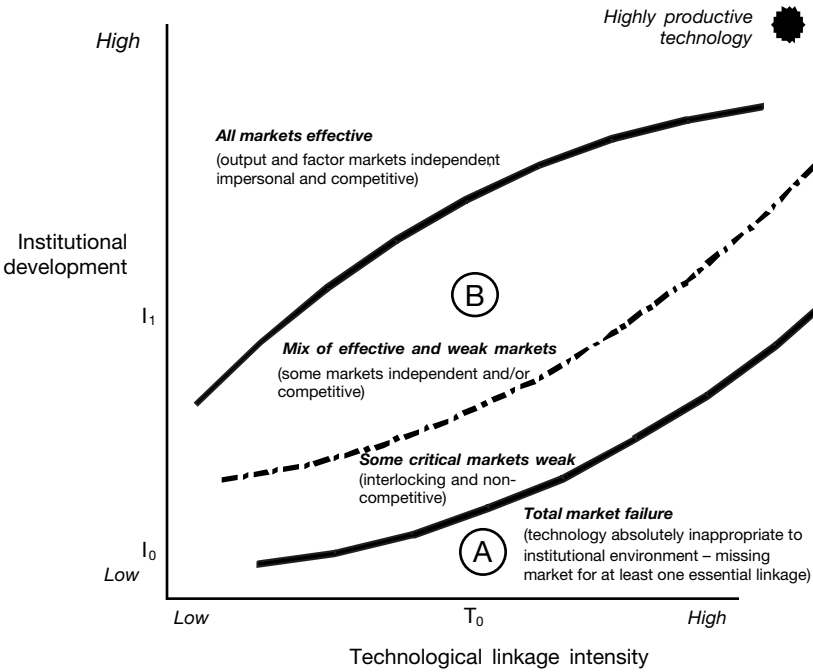 Highly productive
technology
High
All markets effective
(output and factor markets independent
impersonal and competitive)
Institutional
development
B
I1
Mix of effective and weak markets
(some markets independent and/or
competitive)
Some critical markets weak
(interlocking and non-
competitive)
Total market failure
(technology absolutely inappropriate to
institutional environment – missing
market for at least one essential linkage)
I0
A
Low
Low
T0
High
Technological linkage intensity